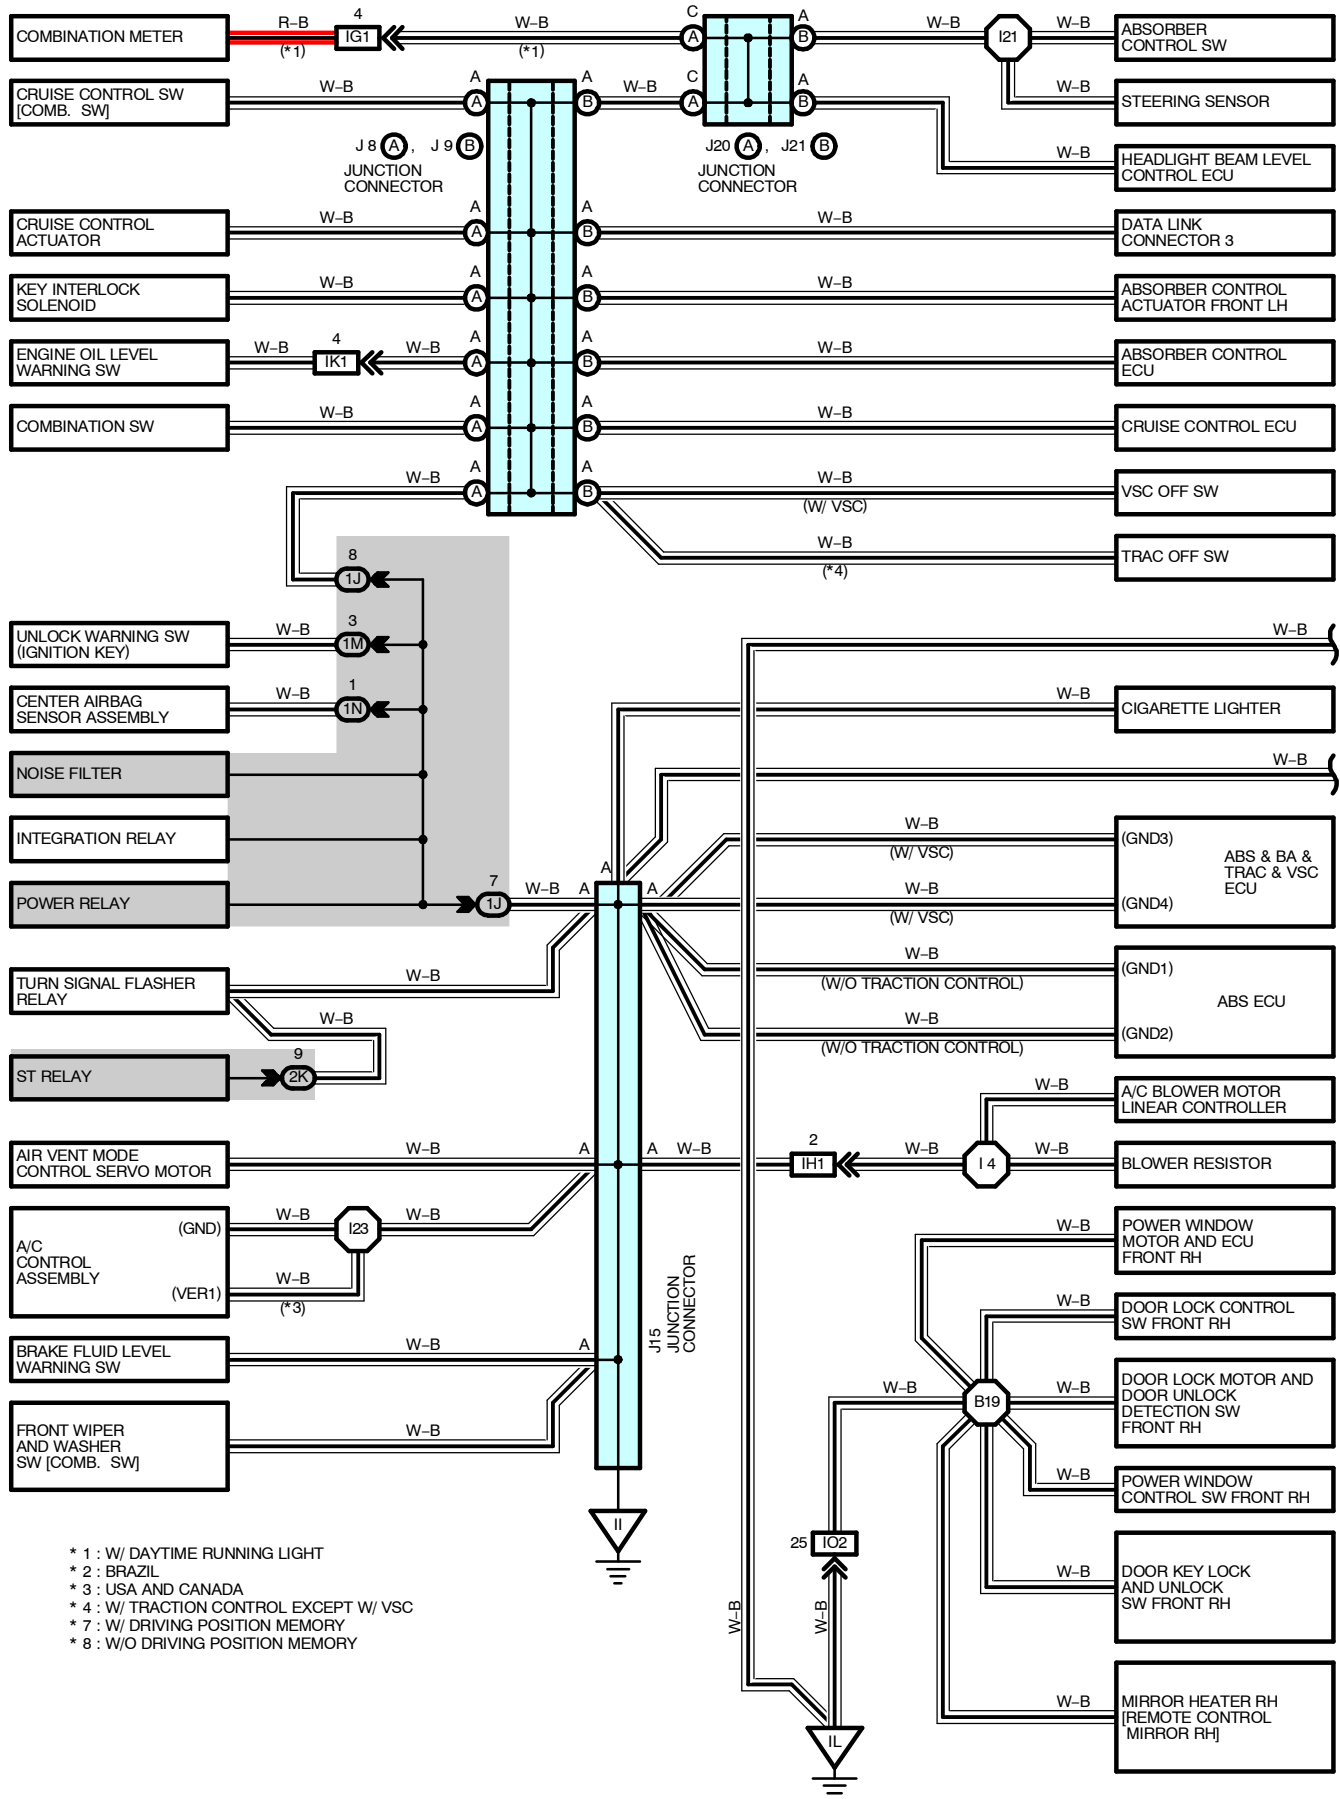 COMBINATION METER
R–B
(*1)
4
IG1
W–B
(*1)
C
A
A
B
W–B
I21
W–B
ABSORBER
CONTROL SW
CRUISE CONTROL SW
[COMB. SW]
W–B
A
A
A
B
W–B
C
A
A
B
W–B
STEERING SENSOR
J 8 A , J 9 B
JUNCTION
CONNECTOR
J20 A , J21 B
JUNCTION
CONNECTOR
W–B
HEADLIGHT BEAM LEVEL
CONTROL ECU
CRUISE CONTROL
ACTUATOR
W–B
A
A
A
B
W–B
DATA LINK
CONNECTOR 3
KEY INTERLOCK
SOLENOID
W–B
A
A
A
B
W–B
ABSORBER CONTROL
ACTUATOR FRONT LH
ENGINE OIL LEVEL
WARNING SW
W–B
4
IK1
W–B
A
A
A
B
W–B
ABSORBER CONTROL
ECU
COMBINATION SW
W–B
A
A
A
B
W–B
CRUISE CONTROL ECU
W–B
A
A
A
B
W–B
(W/ VSC)
VSC OFF SW
W–B
(*4)
TRAC OFF SW
8
1J
UNLOCK WARNING SW
(IGNITION KEY)
W–B
3
1M
W–B
CENTER AIRBAG
SENSOR ASSEMBLY
W–B
1
1N
W–B
CIGARETTE LIGHTER
NOISE FILTER
W–B
INTEGRATION RELAY
W–B
(W/ VSC)
(GND3)
ABS & BA &
TRAC & VSC
ECU
POWER RELAY
7
1J
W–B
A
A
A
W–B
(W/ VSC)
(GND4)
TURN SIGNAL FLASHER
RELAY
W–B
W–B
(W/O TRACTION CONTROL)
(GND1)
ABS ECU
W–B
W–B
(W/O TRACTION CONTROL)
(GND2)
ST RELAY
9
2K
W–B
A/C BLOWER MOTOR
LINEAR CONTROLLER
AIR VENT MODE
CONTROL SERVO MOTOR
W–B
A
A
W–B
2
IH1
W–B
I 4
W–B
BLOWER RESISTOR
A/C
CONTROL
ASSEMBLY
(GND)
W–B
I23
W–B
(VER1)
W–B
(*3)
J15
JUNCTION
CONNECTOR
W–B
POWER WINDOW
MOTOR AND ECU
FRONT RH
W–B
DOOR LOCK CONTROL
SW FRONT RH
BRAKE FLUID LEVEL
WARNING SW
W–B
A
W–B
B19
W–B
DOOR LOCK MOTOR AND
DOOR UNLOCK
DETECTION SW
FRONT RH
FRONT WIPER
AND WASHER
SW [COMB. SW]
W–B
W–B
POWER WINDOW
CONTROL SW FRONT RH
II
25
IO2
W–B
DOOR KEY LOCK
AND UNLOCK
SW FRONT RH
W–B
W–B
W–B
MIRROR HEATER RH
[REMOTE CONTROL
MIRROR RH]
IL
* 1 : W/ DAYTIME RUNNING LIGHT
* 2 : BRAZIL
* 3 : USA AND CANADA
* 4 : W/ TRACTION CONTROL EXCEPT W/ VSC
* 7 : W/ DRIVING POSITION MEMORY
* 8 : W/O DRIVING POSITION MEMORY